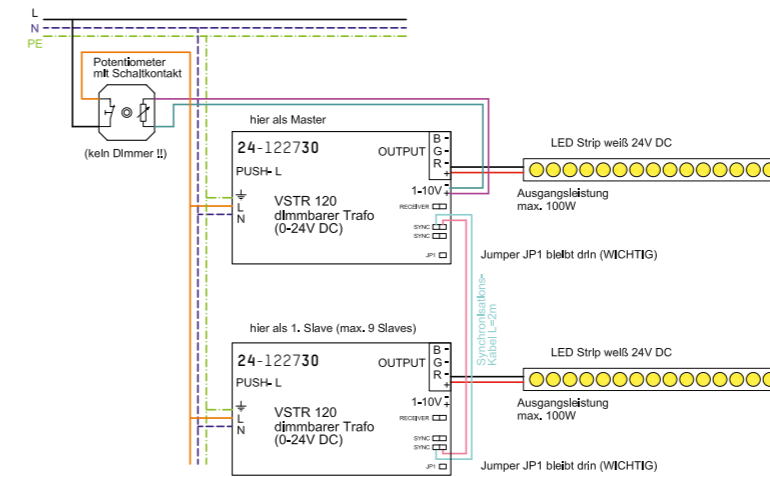 L
N
PE
Potentiometer
mit Schaltkontakt
(kein Dimmer !!)
hier als Master
24-122730
PUSH- L
L
N
VSTR 120
dimmbarer Trafo
(0-24V DC)
OUTPUT
B -
G -
R -
+
1-10V -
+
RECEIVER
SYNC
SYNC
JP1
LED Strip weiß 24V DC
Ausgangsleistung
max. 100W
Jumper JP1 bleibt drin (WICHTIG)
Synchronisations-
Kabel L=2m
hier als 1. Slave (max. 9 Slaves)
24-122730
PUSH- L
L
N
VSTR 120
dimmbarer Trafo
(0-24V DC)
OUTPUT
B -
G -
R -
+
1-10V -
+
RECEIVER
SYNC
SYNC
JP1
LED Strip weiß 24V DC
Ausgangsleistung
max. 100W
Jumper JP1 bleibt drin (WICHTIG)